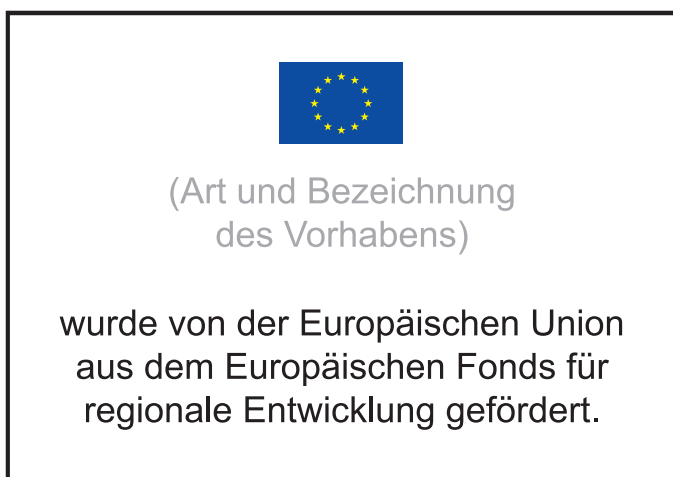 (Art und Bezeichnung
des Vorhabens)
wurde von der Europäischen Union
aus dem Europäischen Fonds für
regionale Entwicklung gefördert.